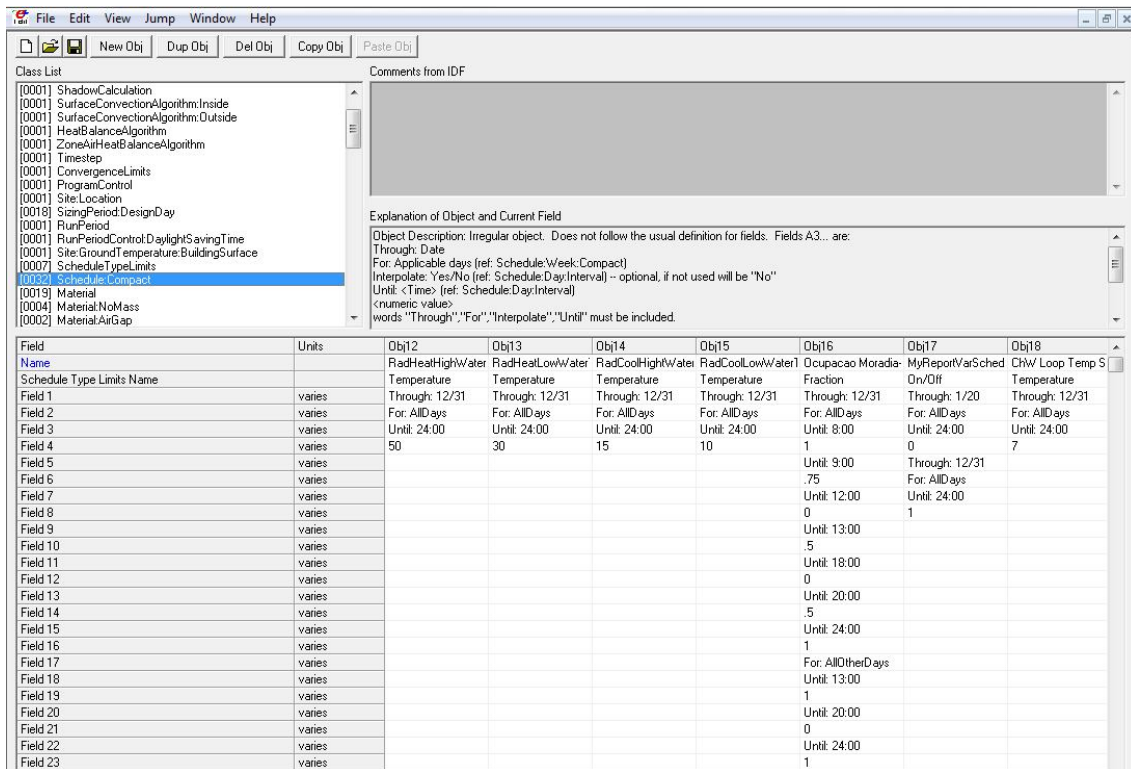 File Edit View Jump Window Help
New Obj Dup Obj Del Obj Copy Obj Paste Obj
Class List
[0001] ShadowCalculation
[0001] SurfaceConvectionAlgorithm:Inside
[0001] SurfaceConvectionAlgorithm:Outside
[0001] HeatBalanceAlgorithm
[0001] ZoneAirHeatBalanceAlgorithm
[0001] Timestep
[0001] ConvergenceLimits
[0001] ProgramControl
[0001] Site:Location
[0018] SizingPeriod:DesignDay
[0001] RunPeriod
[0001] RunPeriodControl:DaylightSavingTime
[0001] Site:GroundTemperature:BuildingSurface
[0007] ScheduleTypeLimits
[0032] Schedule:Compact
[0019] Material
[0004] Material:NoMass
[0002] Material:AirGap
Comments from IDF
Explanation of Object and Current Field
Object Description: Irregular object. Does not follow the usual definition for fields. Fields A3... are:
Through: Date
For: Applicable days (ref: Schedule:Week:Compact)
Interpolate: Yes/No (ref: Schedule:Day:Interval) -- optional, if not used will be "No"
Until: <Time> (ref: Schedule:Day:Interval)
<numeric value>
words "Through","For","Interpolate","Until" must be included.
Field Units Obj12 Obj13 Obj14 Obj15 Obj16 Obj17 Obj18
Name RadHeatHighWater RadHeatLowWater RadCoolHightWater RadCoolLowWaterT Ocupacao Moradia- MyReportVarSched ChW Loop Temp S
Schedule Type Limits Name Temperature Temperature Temperature Temperature Fraction On/Off Temperature
Field 1 varies Through: 12/31 Through: 12/31 Through: 12/31 Through: 12/31 Through: 12/31 Through: 1/20 Through: 12/31
Field 2 varies For: AllDays For: AllDays For: AllDays For: AllDays For: AllDays For: AllDays For: AllDays
Field 3 varies Until: 24:00 Until: 24:00 Until: 24:00 Until: 24:00 Until: 8:00 Until: 24:00 Until: 24:00
Field 4 varies 50 30 15 10 1 0 7
Field 5 varies Until: 9:00 Through: 12/31
Field 6 varies .75 For: AllDays
Field 7 varies Until: 12:00 Until: 24:00
Field 8 varies 0 1
Field 9 varies Until: 13:00
Field 10 varies .5
Field 11 varies Until: 18:00
Field 12 varies 0
Field 13 varies Until: 20:00
Field 14 varies .5
Field 15 varies Until: 24:00
Field 16 varies 1
Field 17 varies For: AllOtherDays
Field 18 varies Until: 13:00
Field 19 varies 1
Field 20 varies Until: 20:00
Field 21 varies 0
Field 22 varies Until: 24:00
Field 23 varies 1